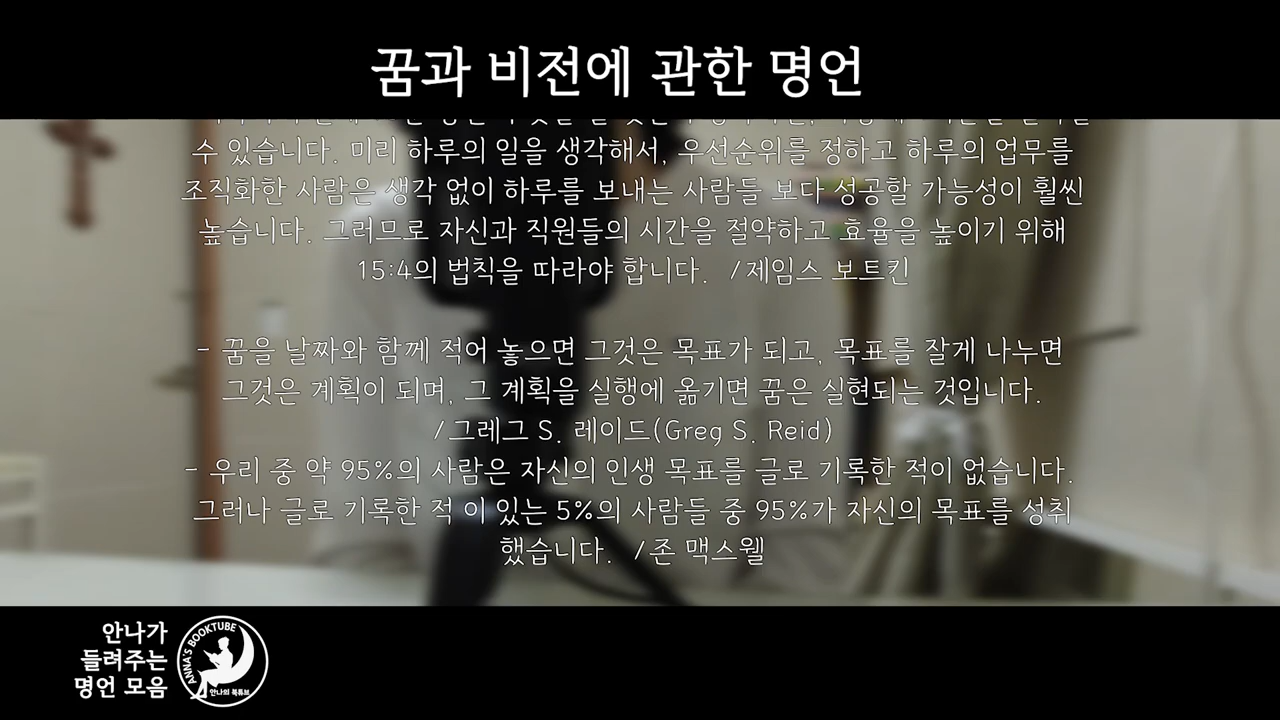 꿈과 비전에 관한 명언
수 있습니다. 미리 하루의 일을 생각해서, 우선순위를 정하고 하루의 업무를
조직화한 사람은 생각 없이 하루를 보내는 사람들 보다 성공할 가능성이 훨씬
높습니다. 그러므로 자신과 직원들의 시간을 절약하고 효율을 높이기 위해
15:4의 법칙을 따라야 합니다. /제임스 보트킨
- 꿈을 날짜와 함께 적어 놓으면 그것은 목표가 되고, 목표를 잘게 나누면
그것은 계획이 되며, 그 계획을 실행에 옮기면 꿈은 실현되는 것입니다.
/그레그 S. 레이드(Greg S. Reid)
- 우리 중 약 95%의 사람은 자신의 인생 목표를 글로 기록한 적이 없습니다.
그러나 글로 기록한 적 이 있는 5%의 사람들 중 95%가 자신의 목표를 성취
했습니다. /존 맥스웰
안나가
들려주는
명언 모음
ANNA'S BOOKTUBE
안나의 북튜브